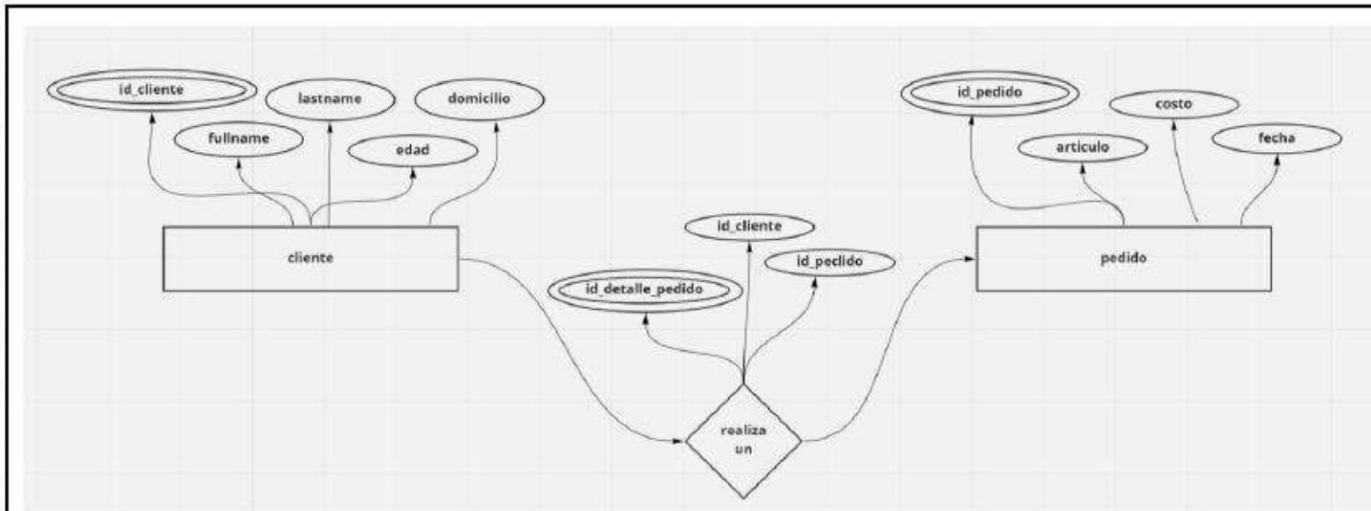 id_cliente
lastname
domicilio
fullname
edad
cliente
id_cliente
id_pedido
id_detalle_pedido
realiza
un
id_pedido
costo
articulo
fecha
pedido